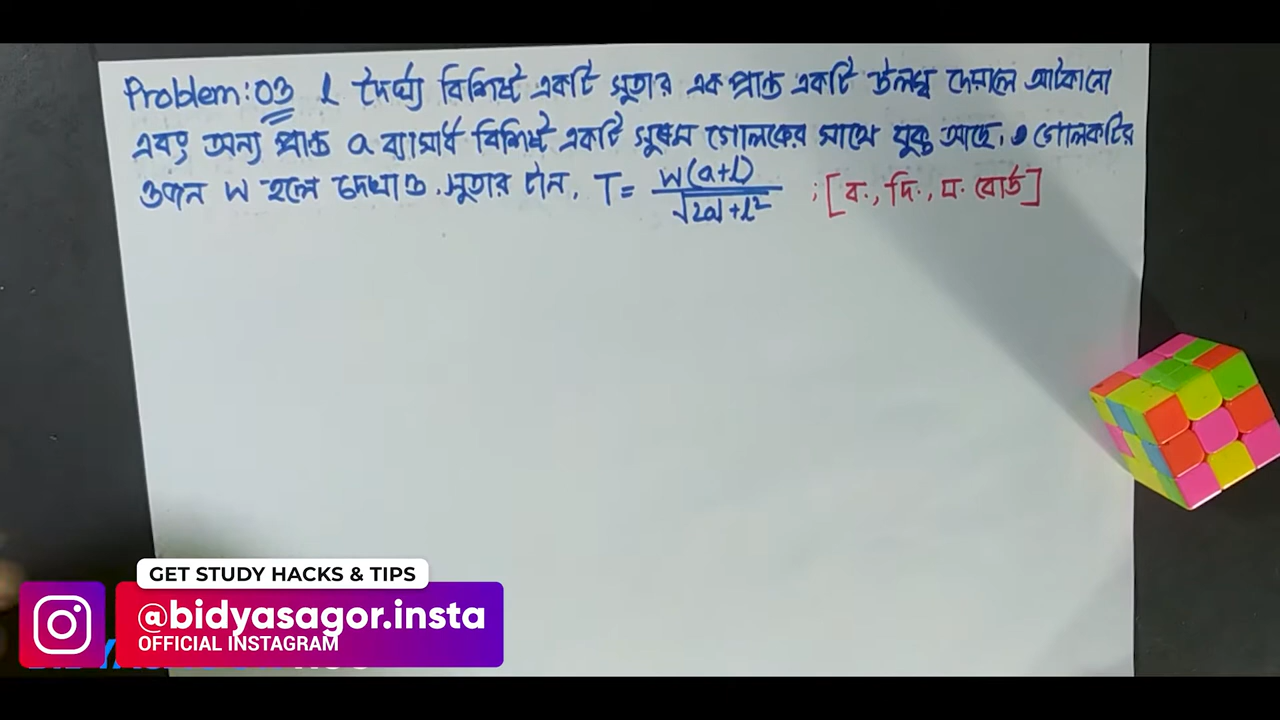 Problem:03 l দৈর্ঘ্য বিশিষ্ট একটি সুতার এক প্রান্ত একটি উলম্ব দেয়ালে আটকানো
এবং অন্য প্রান্ত a ব্যাসার্ধ বিশিষ্ট একটি সুষম গোলকের সাথে যুক্ত আছে। গোলকটির
ওজন W হলে দেখাও সুতার টান, T = W(a+l) / √2al+l² ; [ব., দি., য. বোর্ড]
GET STUDY HACKS & TIPS
@bidyasagor.insta
OFFICIAL INSTAGRAM